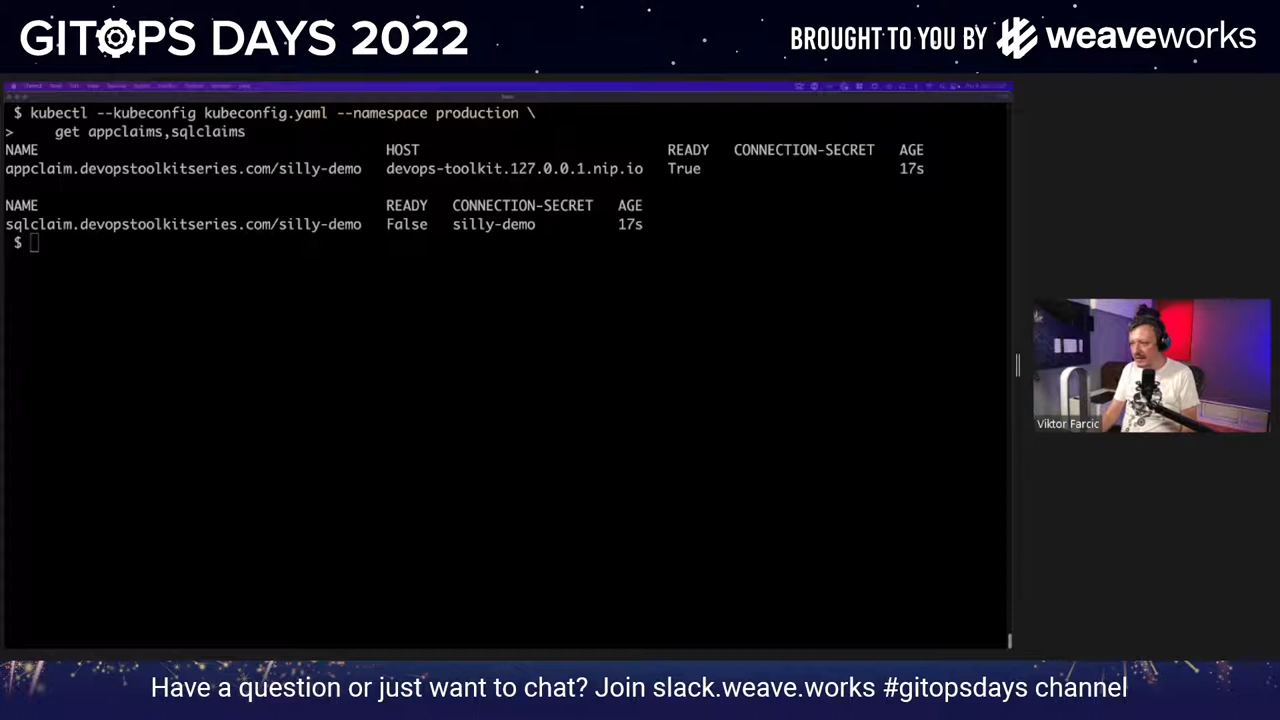 GITOPS DAYS 2022
BROUGHT TO YOU BY weaveworks
$ kubectl --kubeconfig kubeconfig.yaml --namespace production \
> get appclaims,sqlclaims
NAME HOST READY CONNECTION-SECRET AGE
appclaim.devopstoolkitseries.com/silly-demo devops-toolkit.127.0.0.1.nip.io True 17s
NAME READY CONNECTION-SECRET AGE
sqlclaim.devopstoolkitseries.com/silly-demo False silly-demo 17s
$
Viktor Farcic
Have a question or just want to chat? Join slack.weave.works #gitopsdays channel